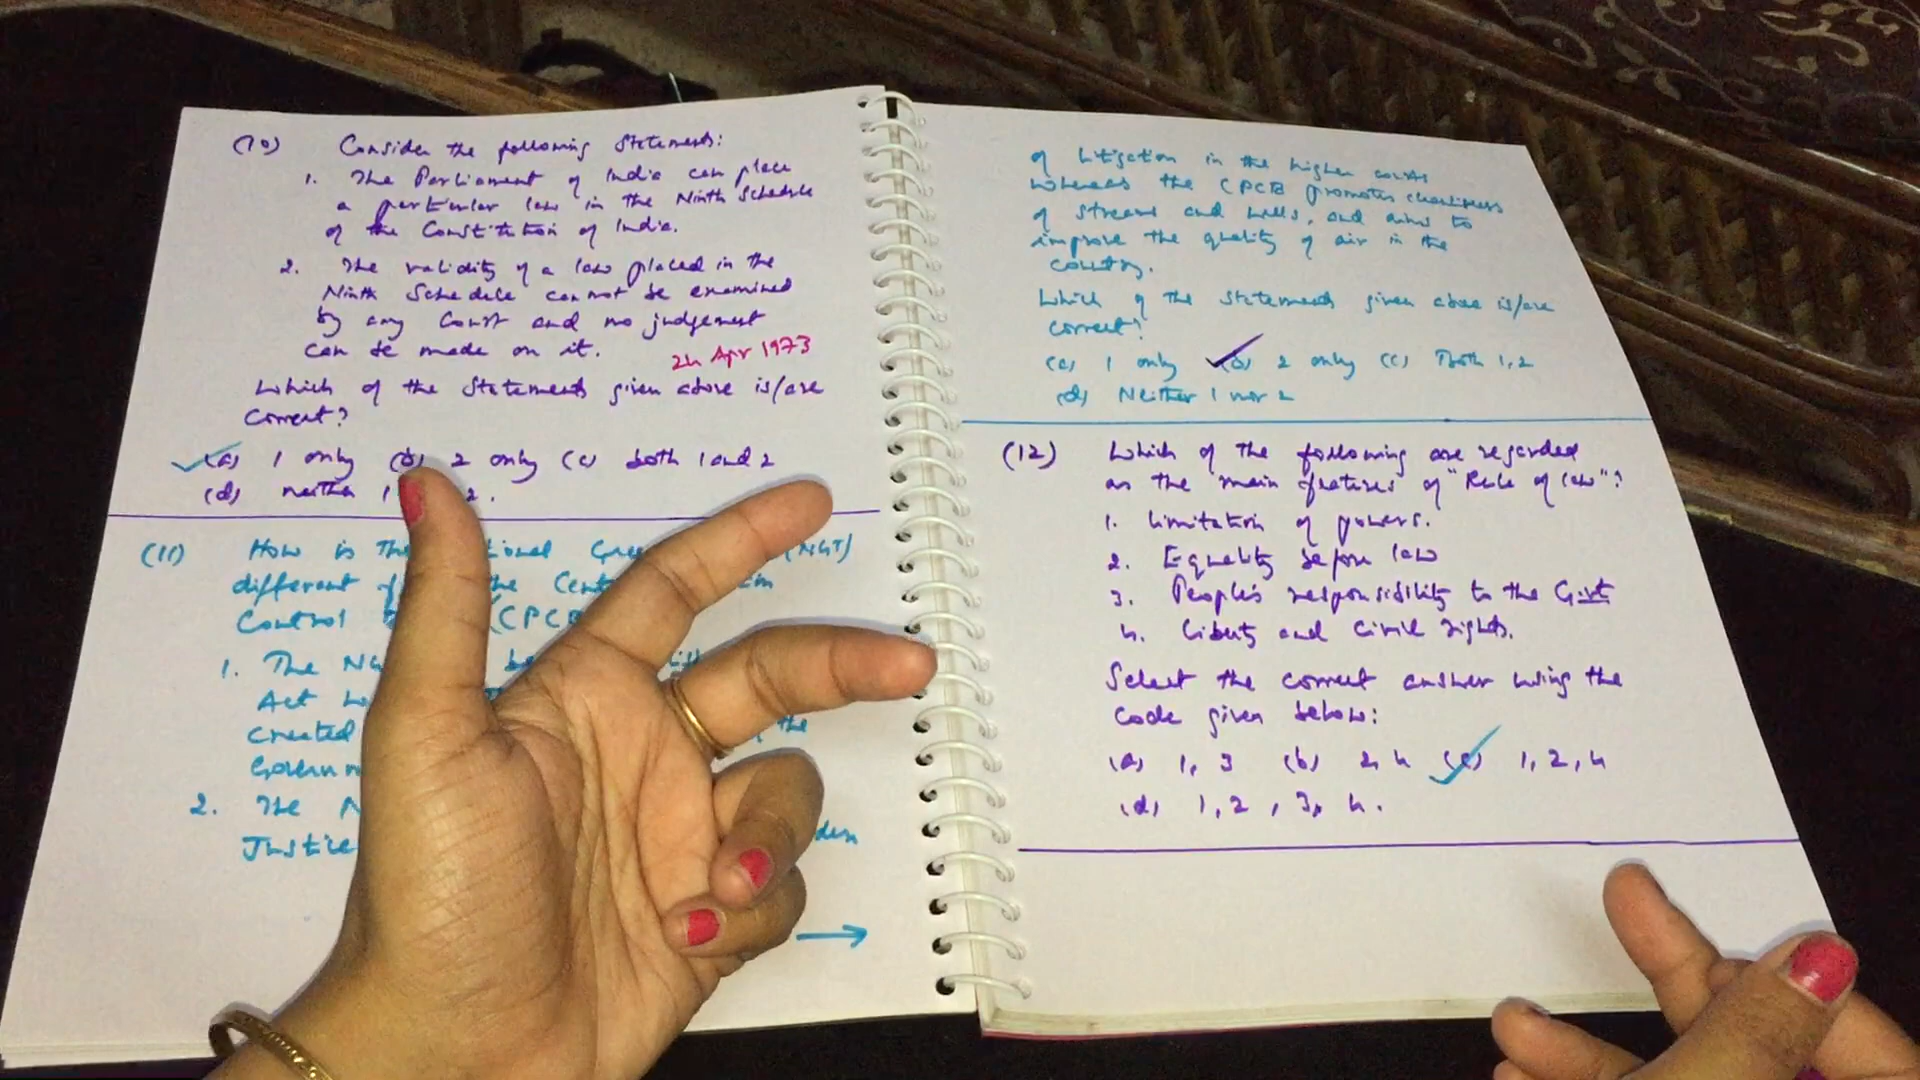 (10) Consider the following Statements:
1. The Parliament of India can place
a particular law in the Ninth Schedule
of the Constitution of India.
2. The validity of a law placed in the
Ninth Schedule cannot be examined
by any Court and no judgement
can be made on it.
24 Apr 1973
Which of the Statements given above is/are
Correct?
(a) 1 only (b) 2 only (c) both 1 and 2
(d) neither 1 2.
(11) How is the (NGT)
different the
Control (CPCB
1. The
Act
Created the
Govern
2. The
Justice
of litigation in the higher courts
whereas the CPCB promotes cleanliness
of streams and wells, and aims to
improve the quality of air in the
country.
Which of the statements given above is/are
correct?
(a) 1 only (b) 2 only (c) Both 1,2
(d) Neither 1 nor 2
(12) Which of the following are regarded
as the main features of "Rule of law"?
1. limitation of powers.
2. Equality before law
3. People's responsibility to the Govt
4. liberty and civil rights.
Select the correct answer using the
code given below:
(a) 1, 3 (b) 2, 4 (c) 1, 2, 4
(d) 1, 2, 3, 4.